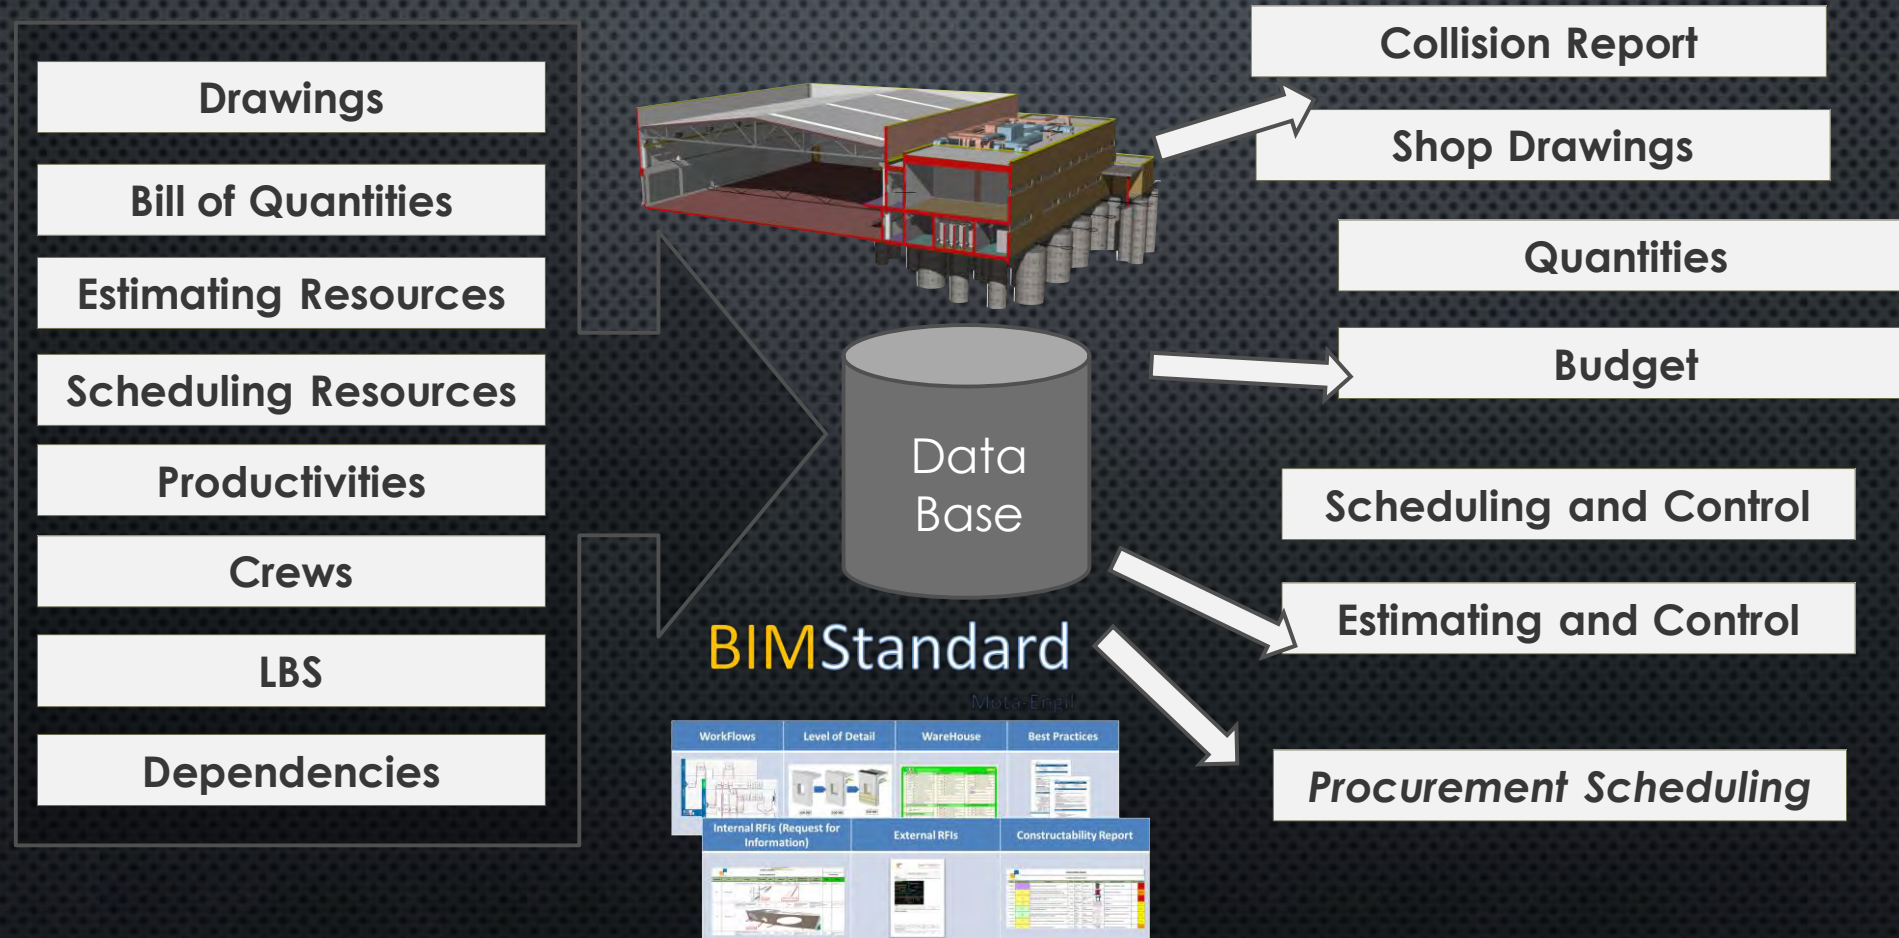 Drawings
Bill of Quantities
Estimating Resources
Scheduling Resources
Productivities
Crews
LBS
Dependencies
Data
Base
BIMStandard
Mota-Engil
WorkFlows
Level of Detail
WareHouse
Best Practices
Internal RFIs (Request for
Information)
External RFIs
Constructability Report
Collision Report
Shop Drawings
Quantities
Budget
Scheduling and Control
Estimating and Control
Procurement Scheduling